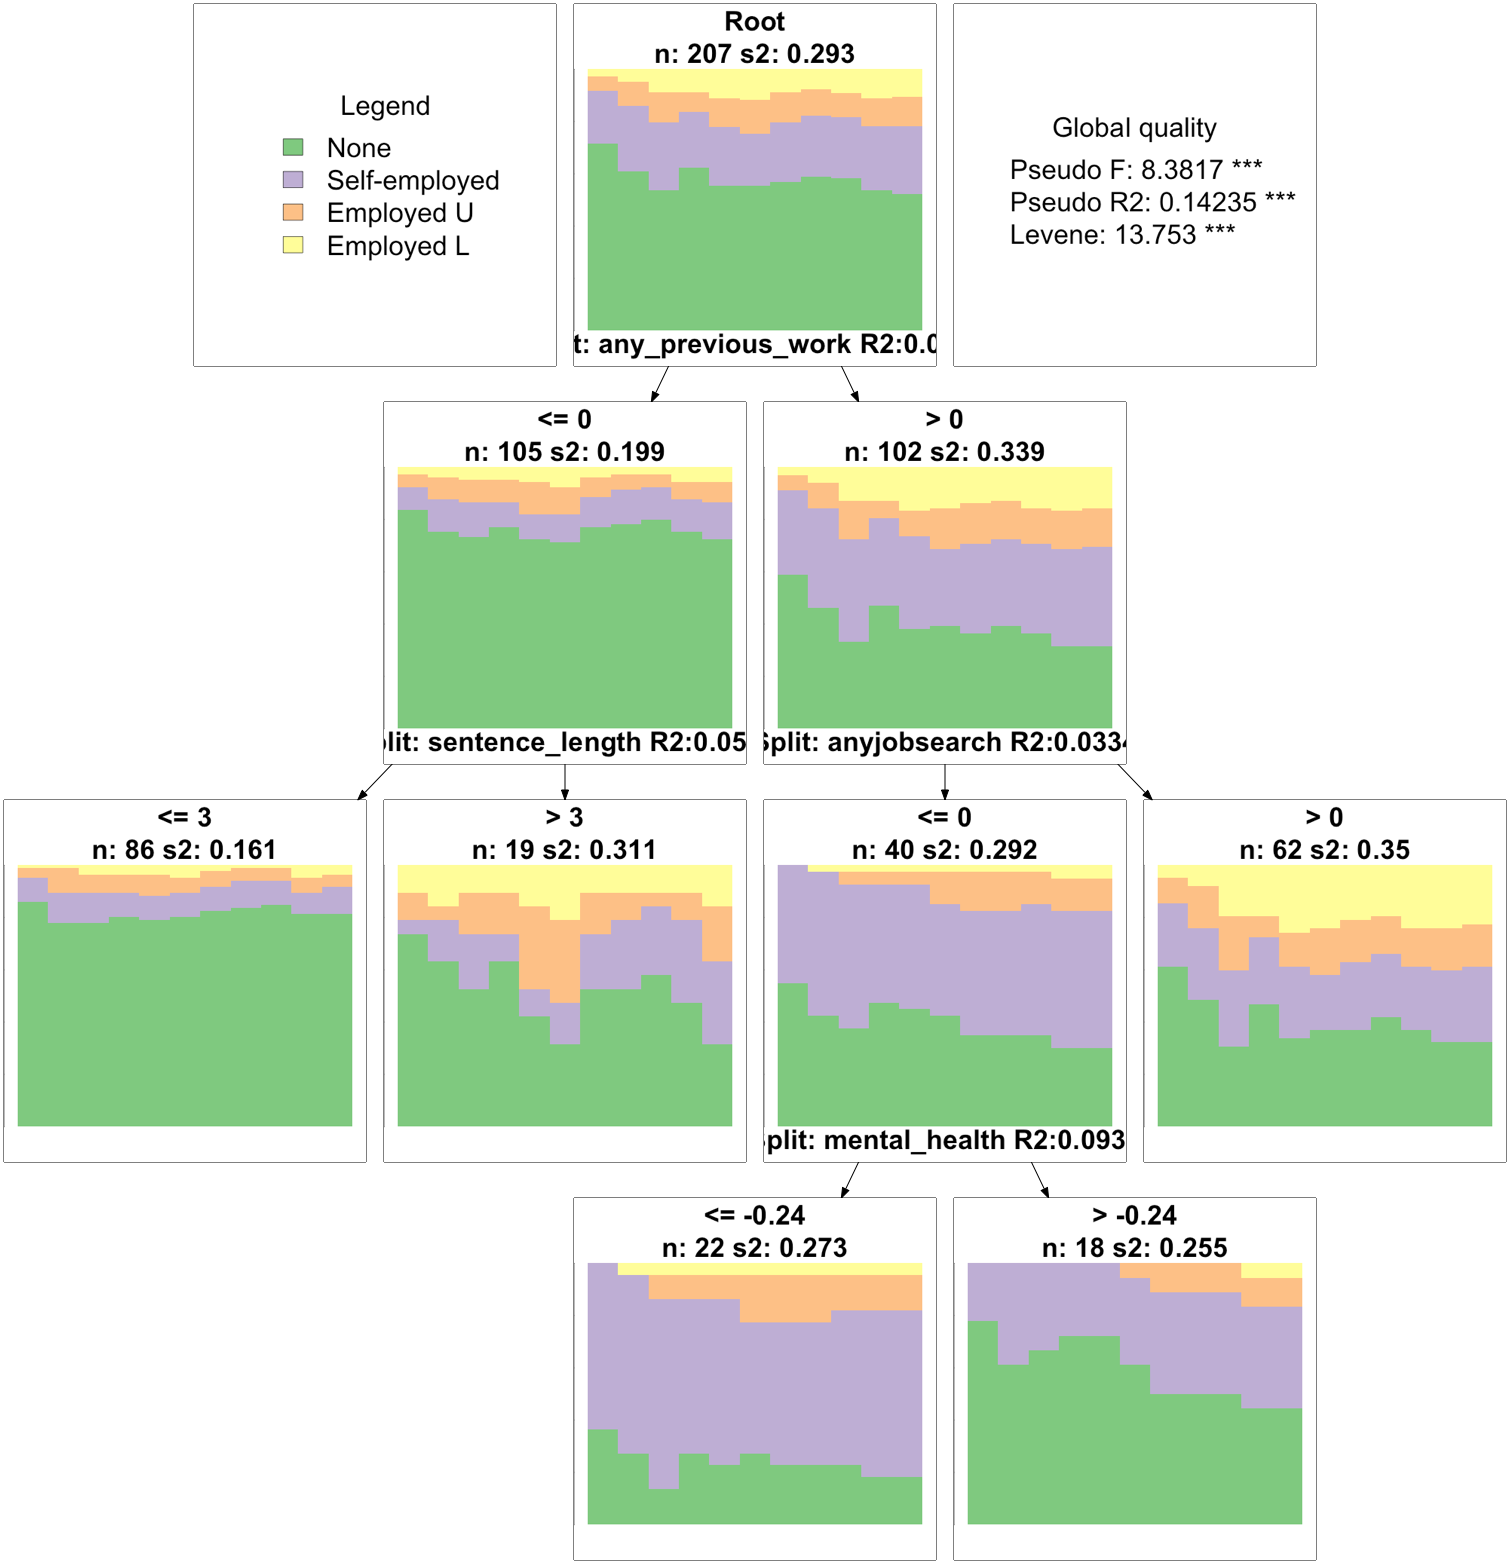 Legend
None
Self-employed
Employed U
Employed L
Root
n: 207 s2: 0.293
t: any_previous_work R2:0.0
Global quality
Pseudo F: 8.3817 ***
Pseudo R2: 0.14235 ***
Levene: 13.753 ***
<= 0
n: 105 s2: 0.199
lit: sentence_length R2:0.05
> 0
n: 102 s2: 0.339
Split: anyjobsearch R2:0.0334
<= 3
n: 86 s2: 0.161
> 3
n: 19 s2: 0.311
<= 0
n: 40 s2: 0.292
plit: mental_health R2:0.093
> 0
n: 62 s2: 0.35
<= -0.24
n: 22 s2: 0.273
> -0.24
n: 18 s2: 0.255